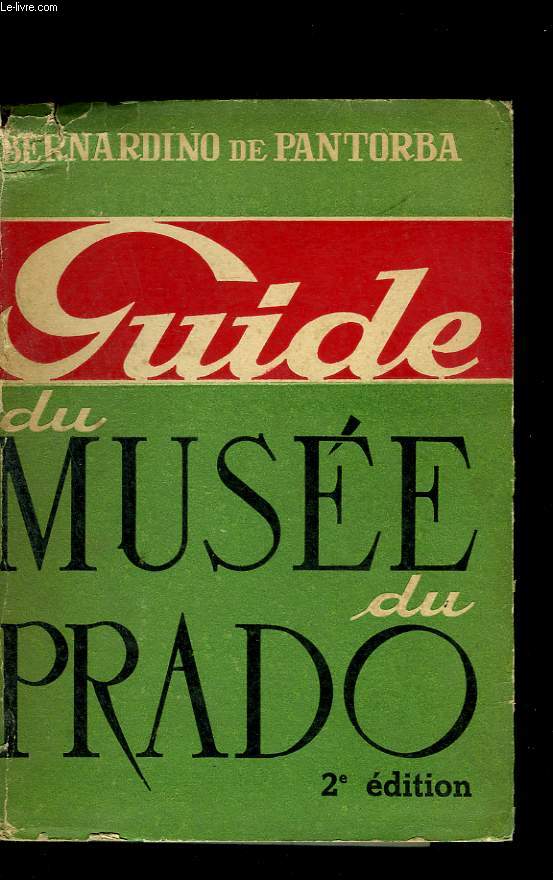 Le-livre.com
BERNARDINO DE PANTORBA
Guide
du
MUSÉE
du
PRADO
2e édition